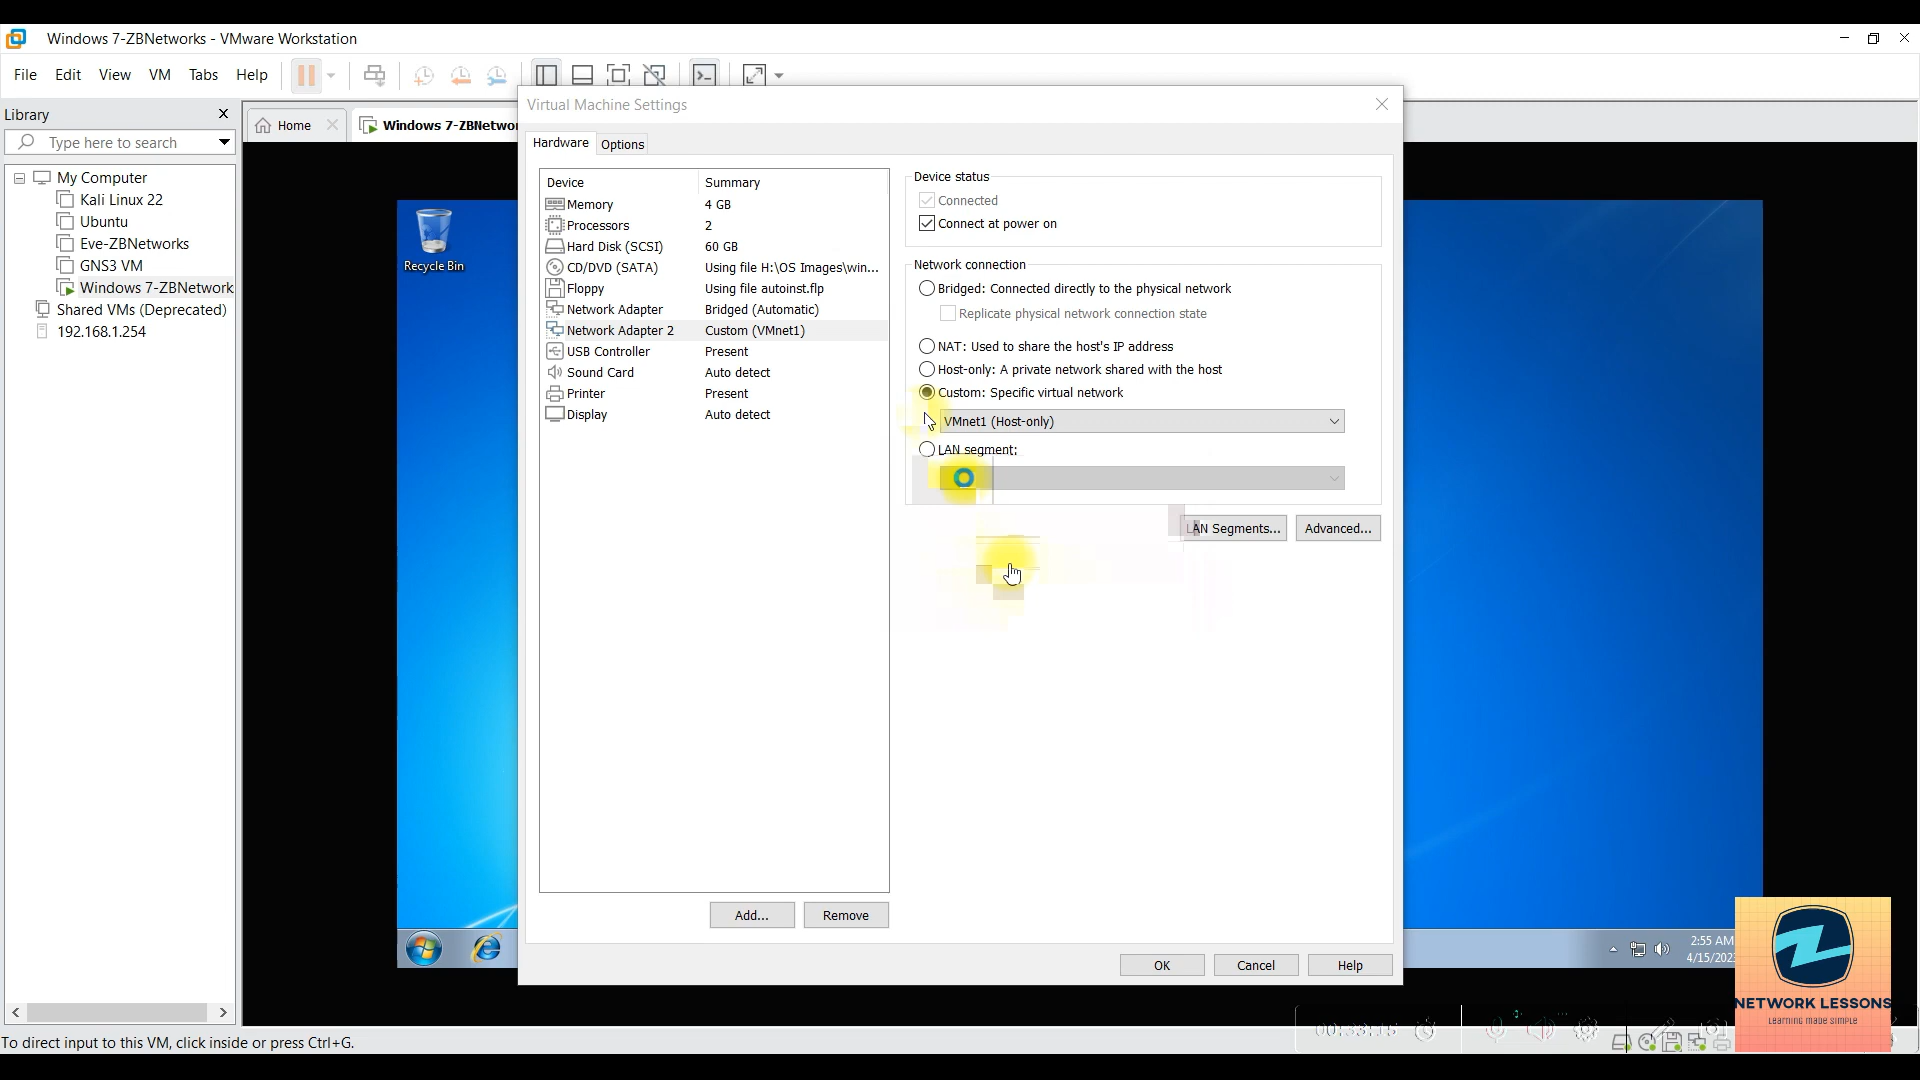 Windows 7-ZBNetworks - VMware Workstation
File Edit View VM Tabs Help
Library
Type here to search
My Computer
Kali Linux 22
Ubuntu
Eve-ZBNetworks
GNS3 VM
Windows 7-ZBNetwork
Shared VMs (Deprecated)
192.168.1.254
Home
Windows 7-ZBNetwor
Recycle Bin
Virtual Machine Settings
Hardware Options
Device Summary
Memory 4 GB
Processors 2
Hard Disk (SCSI) 60 GB
CD/DVD (SATA) Using file H:\OS Images\win...
Floppy Using file autoinst.flp
Network Adapter Bridged (Automatic)
Network Adapter 2 Custom (VMnet1)
USB Controller Present
Sound Card Auto detect
Printer Present
Display Auto detect
Add... Remove
Device status
Connected
Connect at power on
Network connection
Bridged: Connected directly to the physical network
Replicate physical network connection state
NAT: Used to share the host's IP address
Host-only: A private network shared with the host
Custom: Specific virtual network
VMnet1 (Host-only)
LAN segment:
LAN Segments... Advanced...
OK Cancel Help
2:55 AM
4/15/202
NETWORK LESSONS
Learning made simple
To direct input to this VM, click inside or press Ctrl+G.